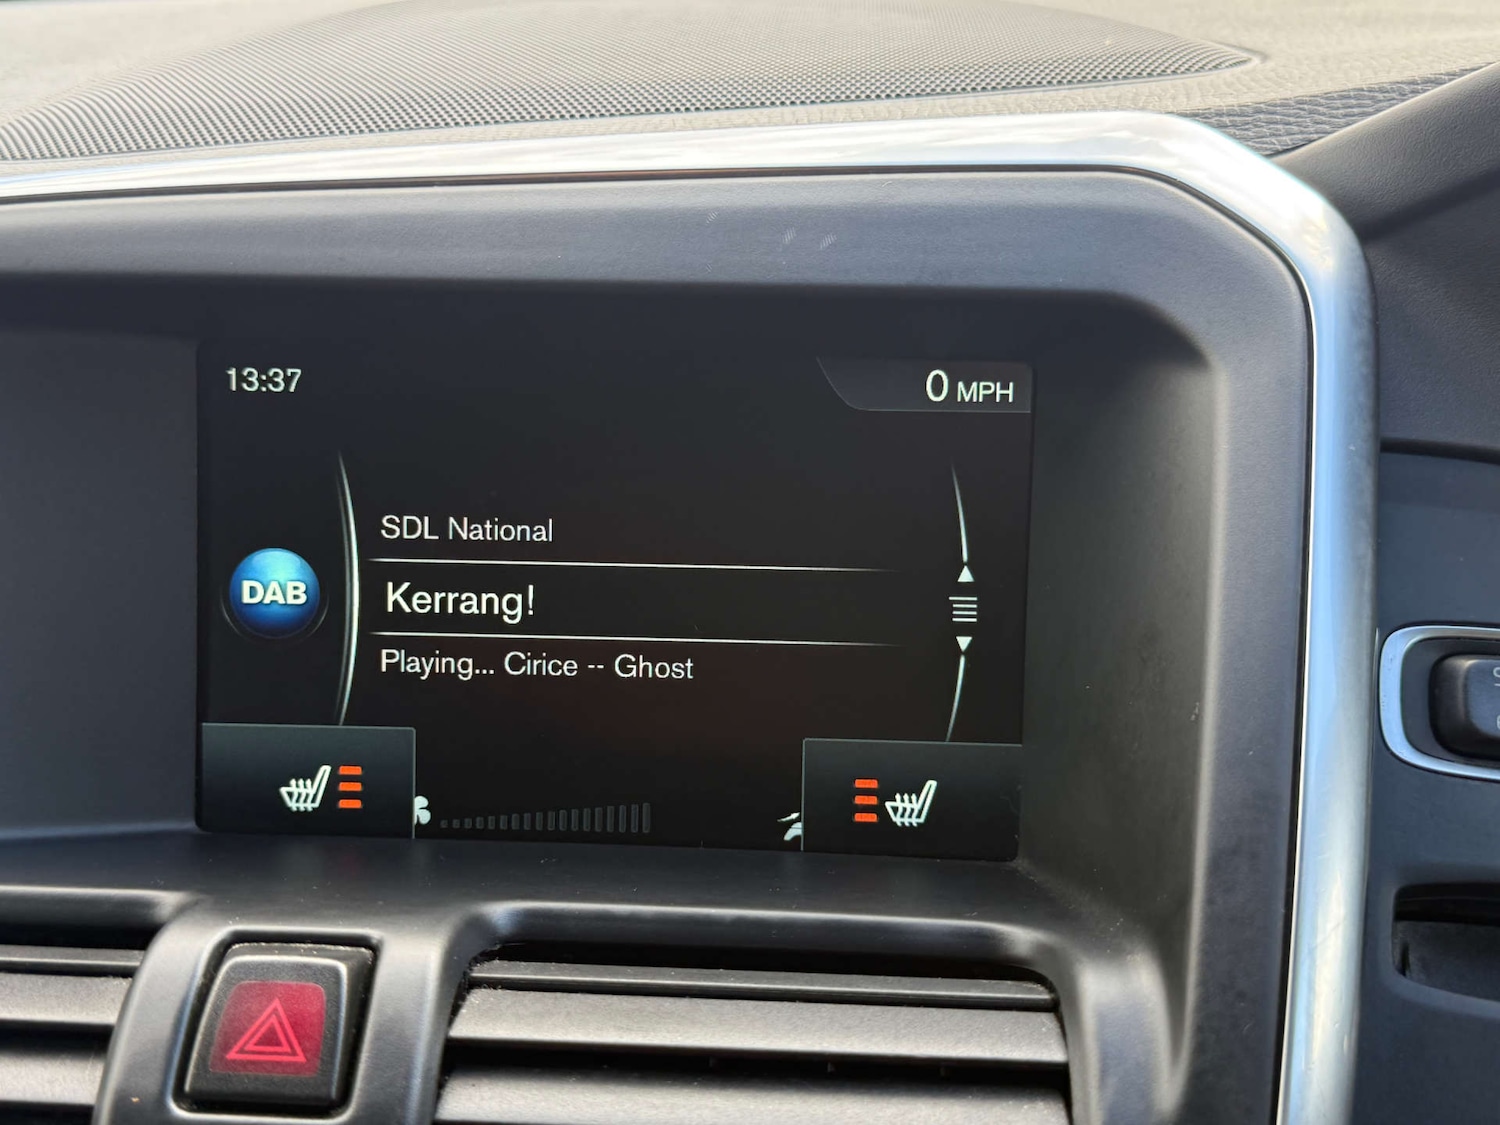 13:37
0 MPH
SDL National
DAB
Kerrang!
Playing... Cirice -- Ghost